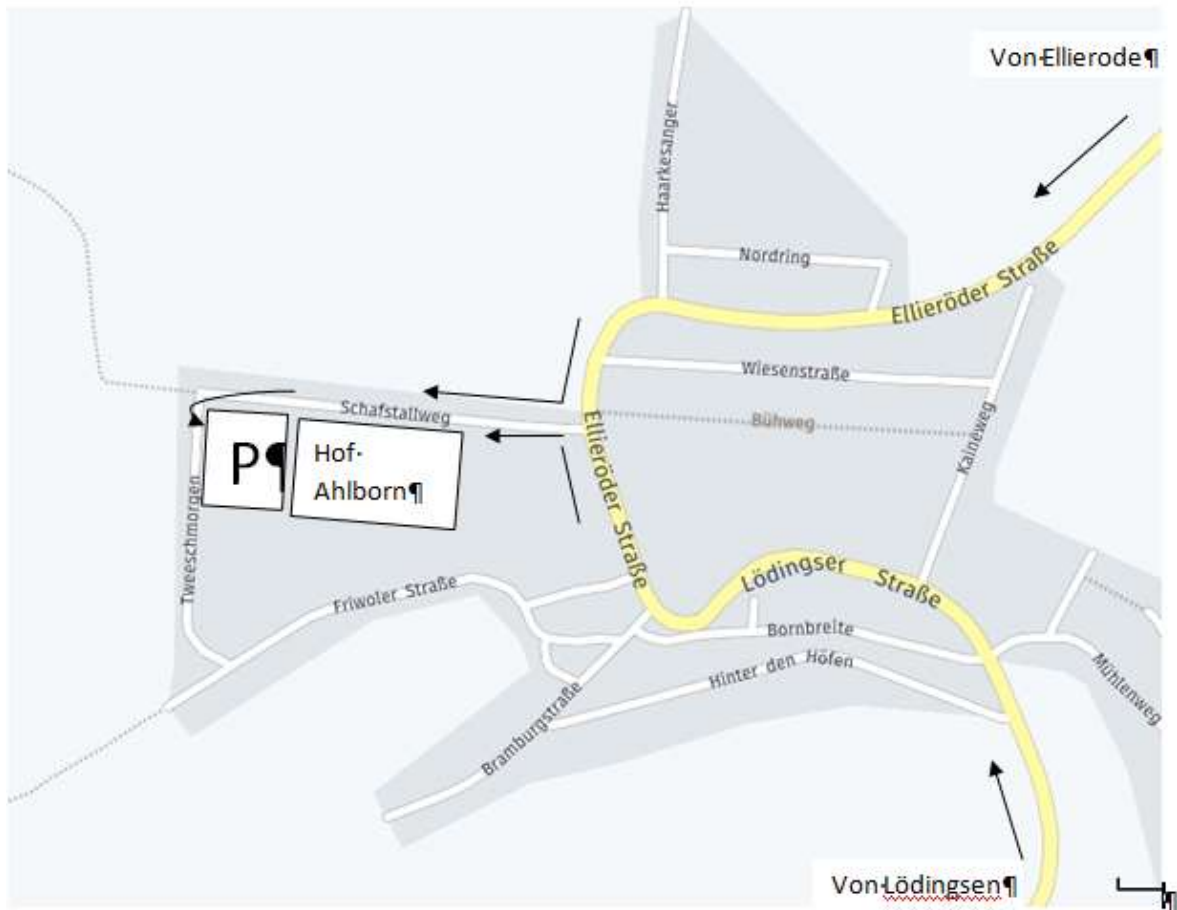 Von·Ellierode¶
Haarkesanger
Nordring
Ellieröder Straße
Wiesenstraße
Schafstallweg
Bühweg
P¶
Hof·
Ahlborn¶
Ellieröder Straße
Kaineweg
Tweeschmorgen
Friwoler Straße
Lödingser Straße
Bornbreite
Hinter den Höfen
Mühlenweg
Bramburgstraße
Von·Lödingsen¶
¶